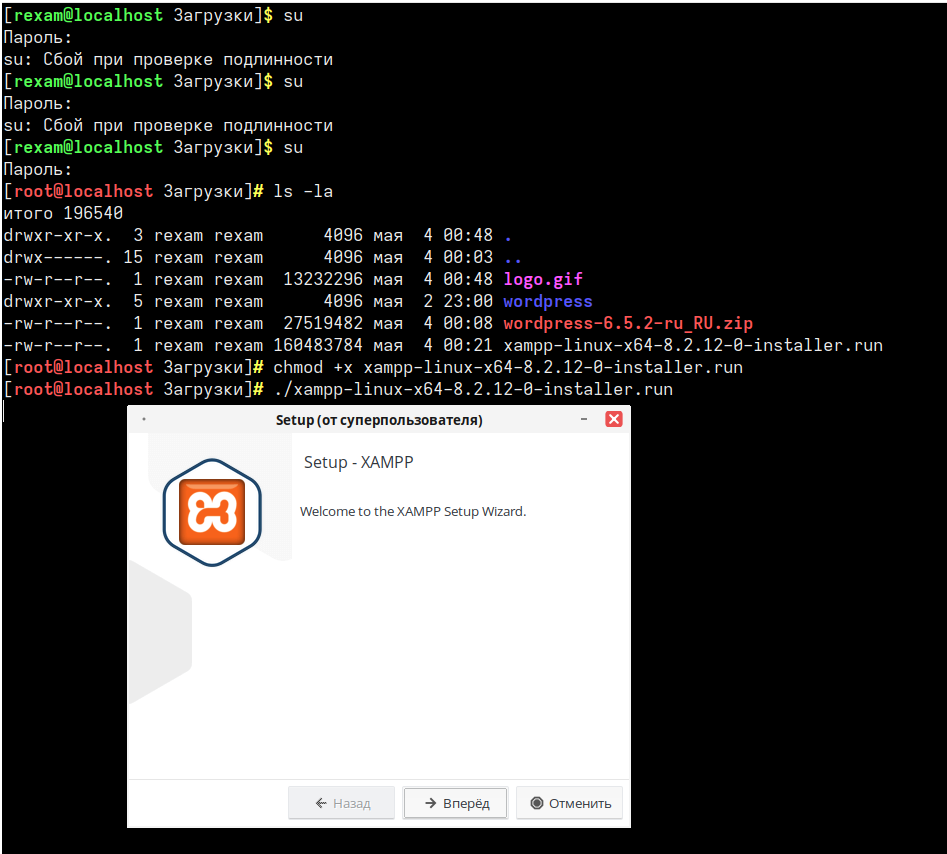 [rexam@localhost Загрузки]$ su
Пароль:
su: Сбой при проверке подлинности
[rexam@localhost Загрузки]$ su
Пароль:
su: Сбой при проверке подлинности
[rexam@localhost Загрузки]$ su
Пароль:
[root@localhost Загрузки]# ls -la
итого 196540
drwxr-xr-x.  3 rexam rexam      4096 мая  4 00:48 .
drwx------. 15 rexam rexam      4096 мая  4 00:03 ..
-rw-r--r--.  1 rexam rexam  13232296 мая  4 00:48 logo.gif
drwxr-xr-x.  5 rexam rexam      4096 мая  2 23:00 wordpress
-rw-r--r--.  1 rexam rexam  27519482 мая  4 00:08 wordpress-6.5.2-ru_RU.zip
-rw-r--r--.  1 rexam rexam 160483784 мая  4 00:21 xampp-linux-x64-8.2.12-0-installer.run
[root@localhost Загрузки]# chmod +x xampp-linux-x64-8.2.12-0-installer.run
[root@localhost Загрузки]# ./xampp-linux-x64-8.2.12-0-installer.run
Setup (от суперпользователя)
Setup - XAMPP
Welcome to the XAMPP Setup Wizard.
Назад
Вперёд
Отменить